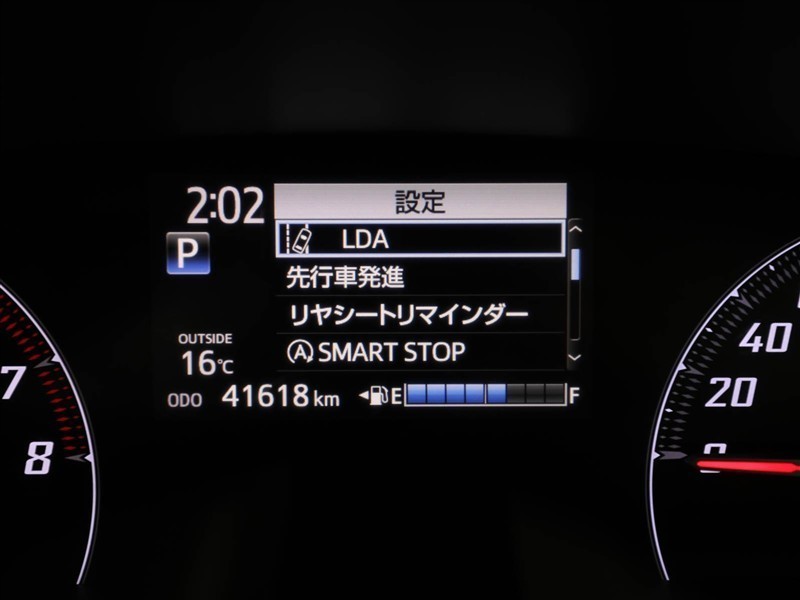 2:02
設定
P
LDA
先行車発進
リヤシートリマインダー
OUTSIDE
16℃
A SMART STOP
ODO 41618 km
E F
7
8
40
20
0